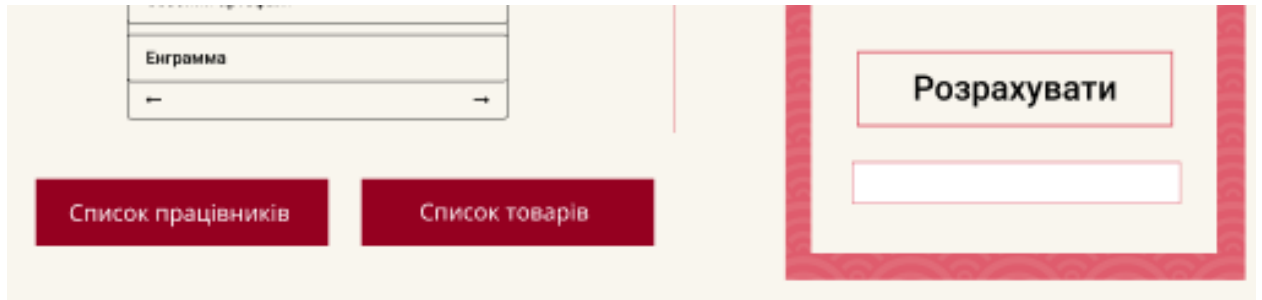 Енграмма
← →
Розрахувати
Список працівників
Список товарів